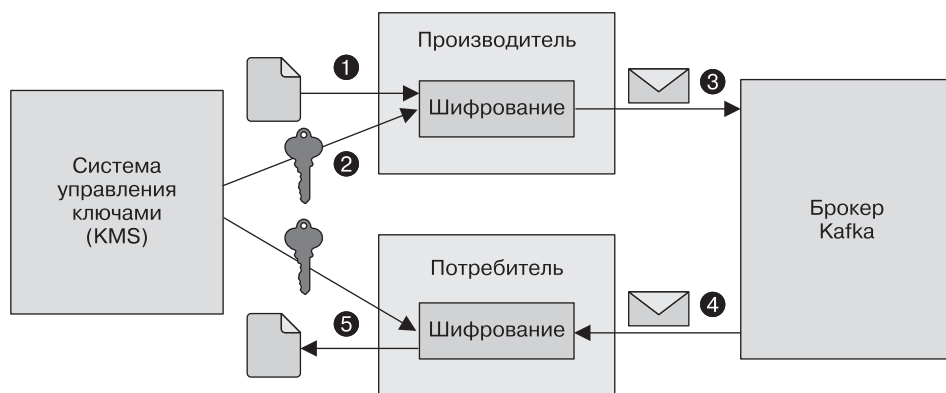 Производитель
1
3
Шифрование
Система
управления
ключами
(KMS)
2
Брокер
Kafka
Потребитель
4
5
Шифрование